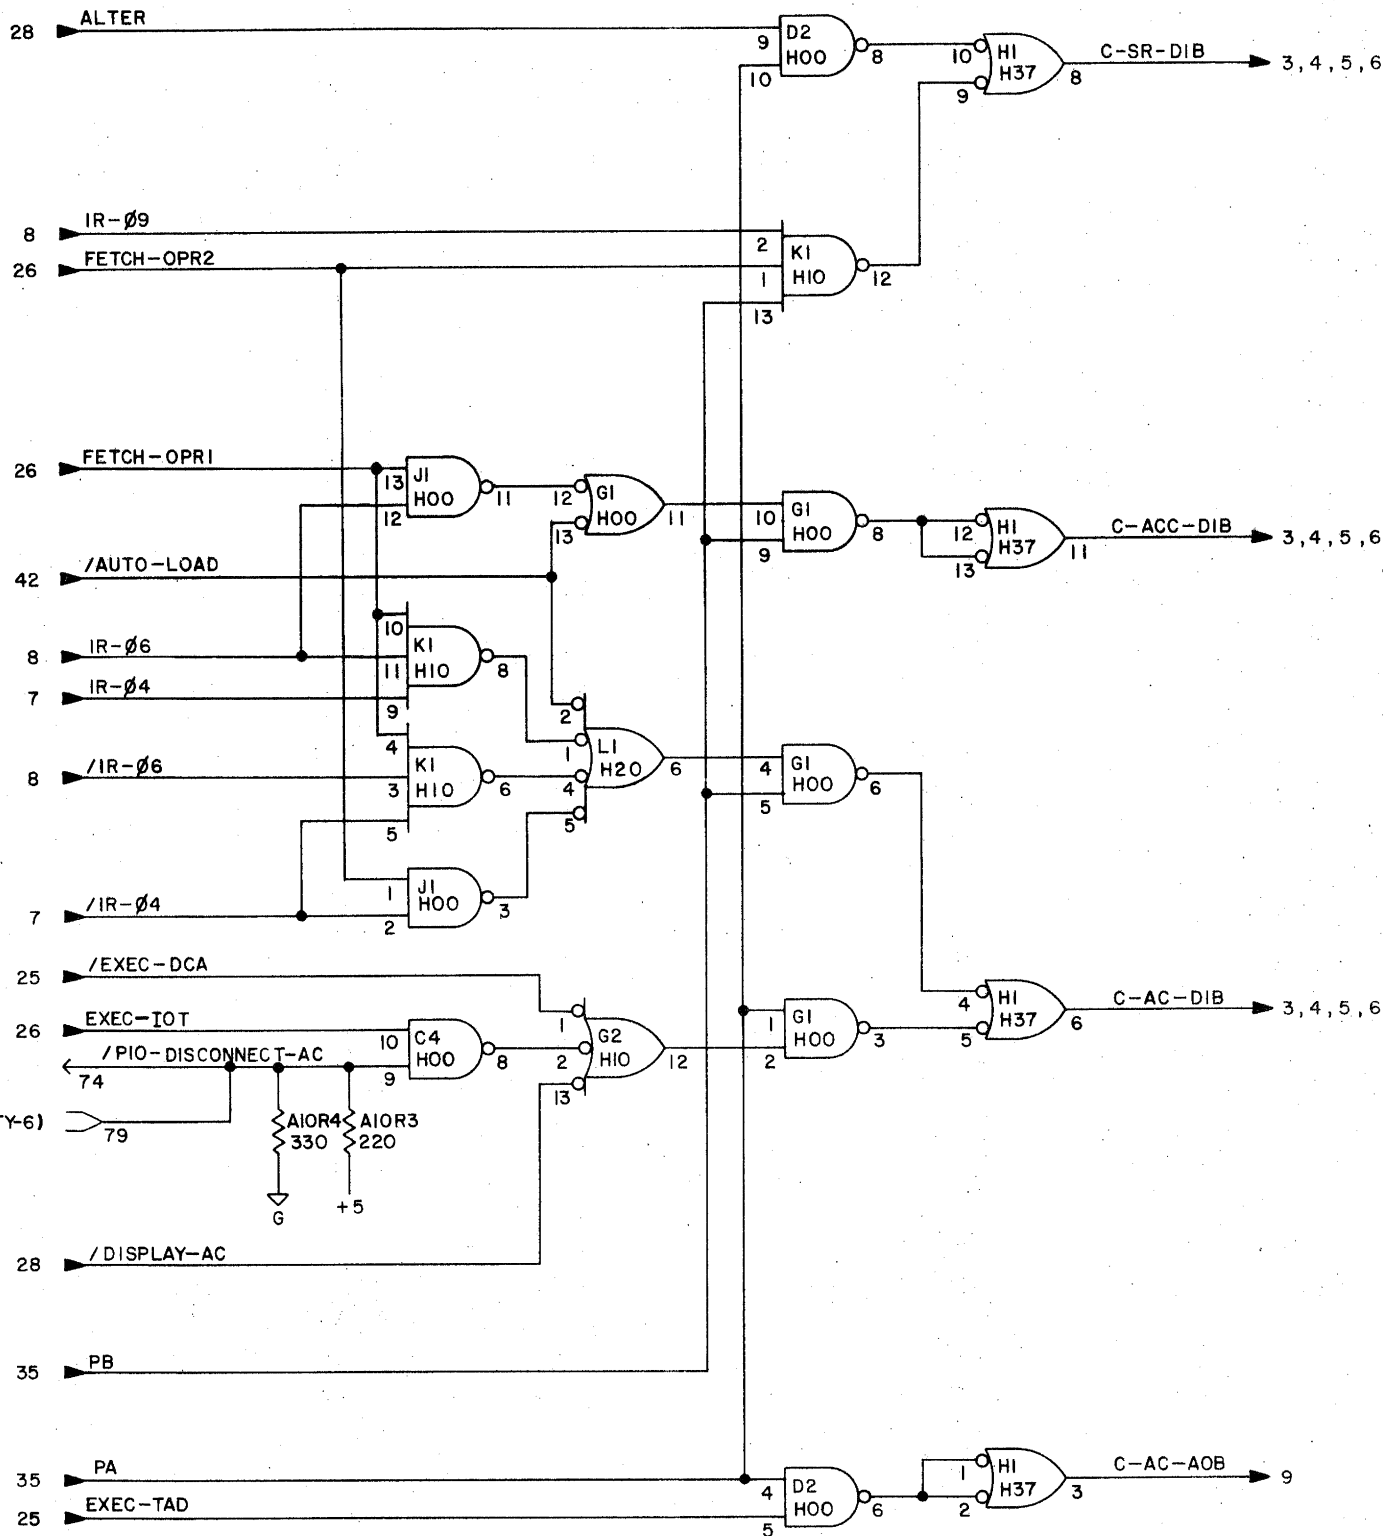 28 ALTER
9 D2 H00 8
10
10 H1 H37 8
9
C-SR-DIB 3,4,5,6
8 IR-Ø9
26 FETCH-OPR2
2 K1
1 H10 12
13
26 FETCH-OPR1
13 J1
12 H00 11
12 G1
13 H00 11
10 G1
9 H00 8
12 H1
13 H37 11
C-ACC-DIB 3,4,5,6
42 /AUTO-LOAD
8 IR-Ø6
7 IR-Ø4
10 K1
11 H10 8
9
8 /IR-Ø6
4 K1
3 H10 6
5
2
1 L1
4 H20 6
5
4 G1
5 H00 6
7 /IR-Ø4
1 J1
2 H00 3
25 /EXEC-DCA
26 EXEC-IOT
/PIO-DISCONNECT-AC
74
10 C4
9 H00 8
1
2 G2 H10 12
13
1 G1
2 H00 3
4 H1
5 H37 6
C-AC-DIB 3,4,5,6
TY-6) 79
A10R4 330
A10R3 220
G
+5
28 /DISPLAY-AC
35 PB
35 PA
25 EXEC-TAD
4 D2
5 H00 6
1 H1
2 H37 3
C-AC-AOB 9